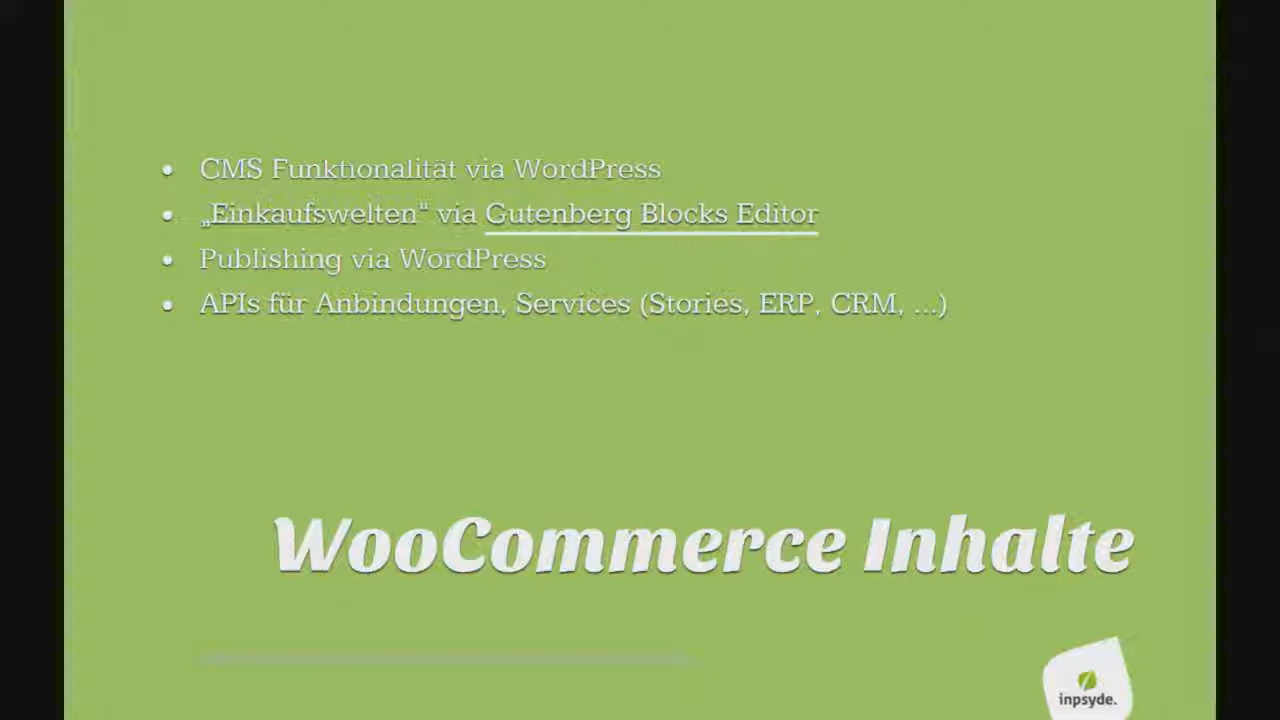 • CMS Funktionalität via WordPress
• „Einkaufswelten“ via Gutenberg Blocks Editor
• Publishing via WordPress
• APIs für Anbindungen, Services (Stories, ERP, CRM, ...)
WooCommerce Inhalte
inpsyde.